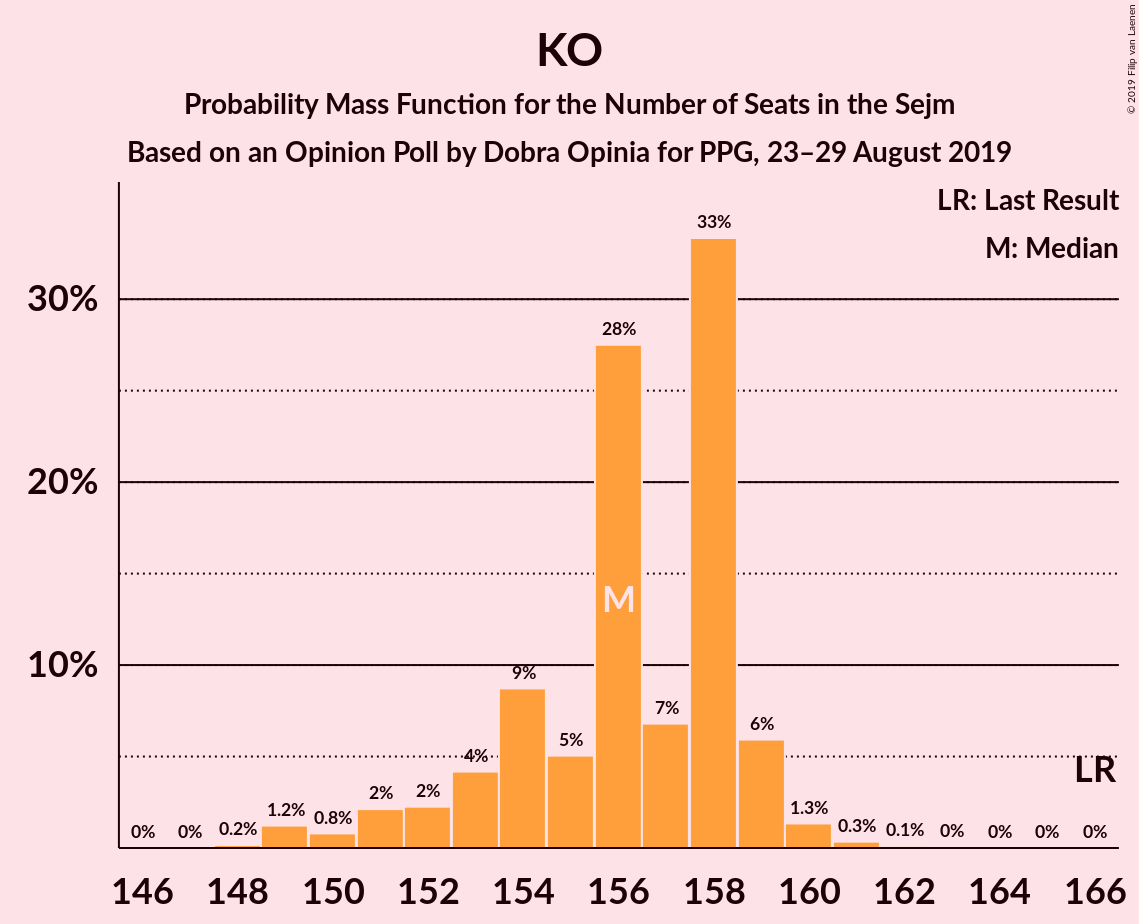 KO
Probability Mass Function for the Number of Seats in the Sejm
Based on an Opinion Poll by Dobra Opinia for PPG, 23–29 August 2019
© 2019 Filip van Laenen
LR: Last Result
M: Median
33%
30%
28%
20%
M
10%
9%
7%
6%
5%
4%
LR
2%
2%
1.2%
1.3%
0.8%
0.3%
0% 0% 0.2% 0.1% 0% 0% 0% 0%
146 148 150 152 154 156 158 160 162 164 166